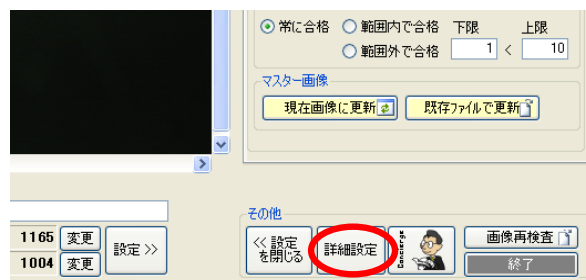 常に合格 範囲内で合格 下限 上限
範囲外で合格 1 < 10
マスター画像
現在画像に更新 既存ファイルで更新
その他
1165 変更
1004 変更
設定 >>
<< 設定
を閉じる
詳細設定
画像再検査
終了